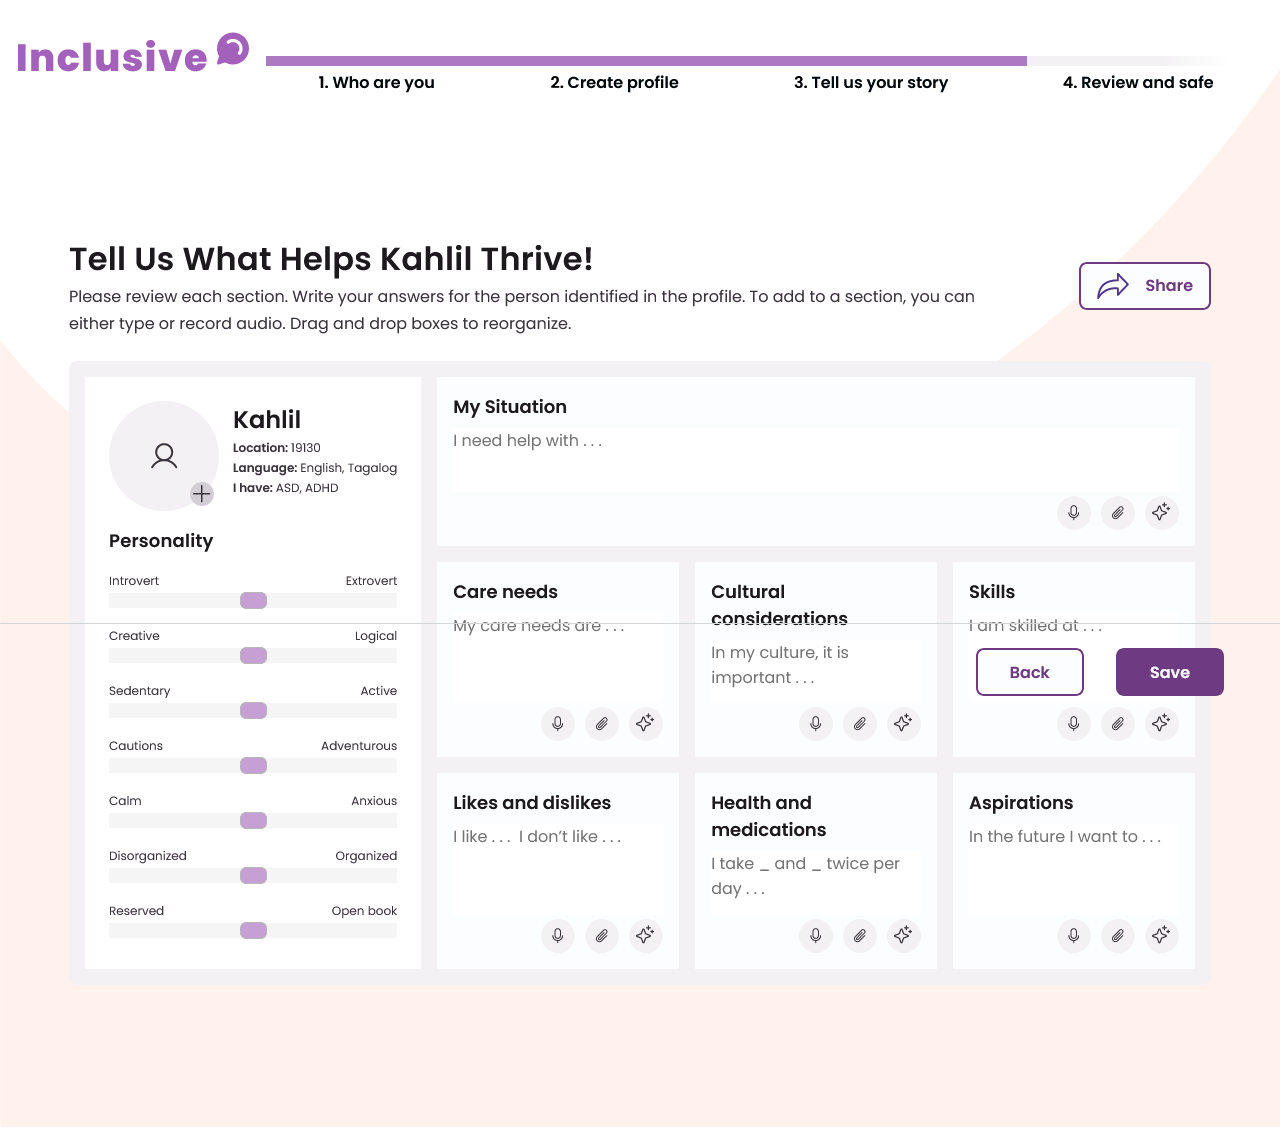 Inclusive
1. Who are you
2. Create profile
3. Tell us your story
4. Review and safe
Tell Us What Helps Kahlil Thrive!
Please review each section. Write your answers for the person identified in the profile. To add to a section, you can
either type or record audio. Drag and drop boxes to reorganize.
Share
Kahlil
Location: 19130
Language: English, Tagalog
I have: ASD, ADHD
Personality
Introvert
Extrovert
Creative
Logical
Sedentary
Active
Cautions
Adventurous
Calm
Anxious
Disorganized
Organized
Reserved
Open book
My Situation
I need help with . . .
Care needs
My care needs are . . .
Cultural
considerations
In my culture, it is
important . . .
Skills
I am skilled at . . .
Back
Save
Likes and dislikes
I like . . .  I don’t like . . .
Health and
medications
I take _ and _ twice per
day . . .
Aspirations
In the future I want to . . .